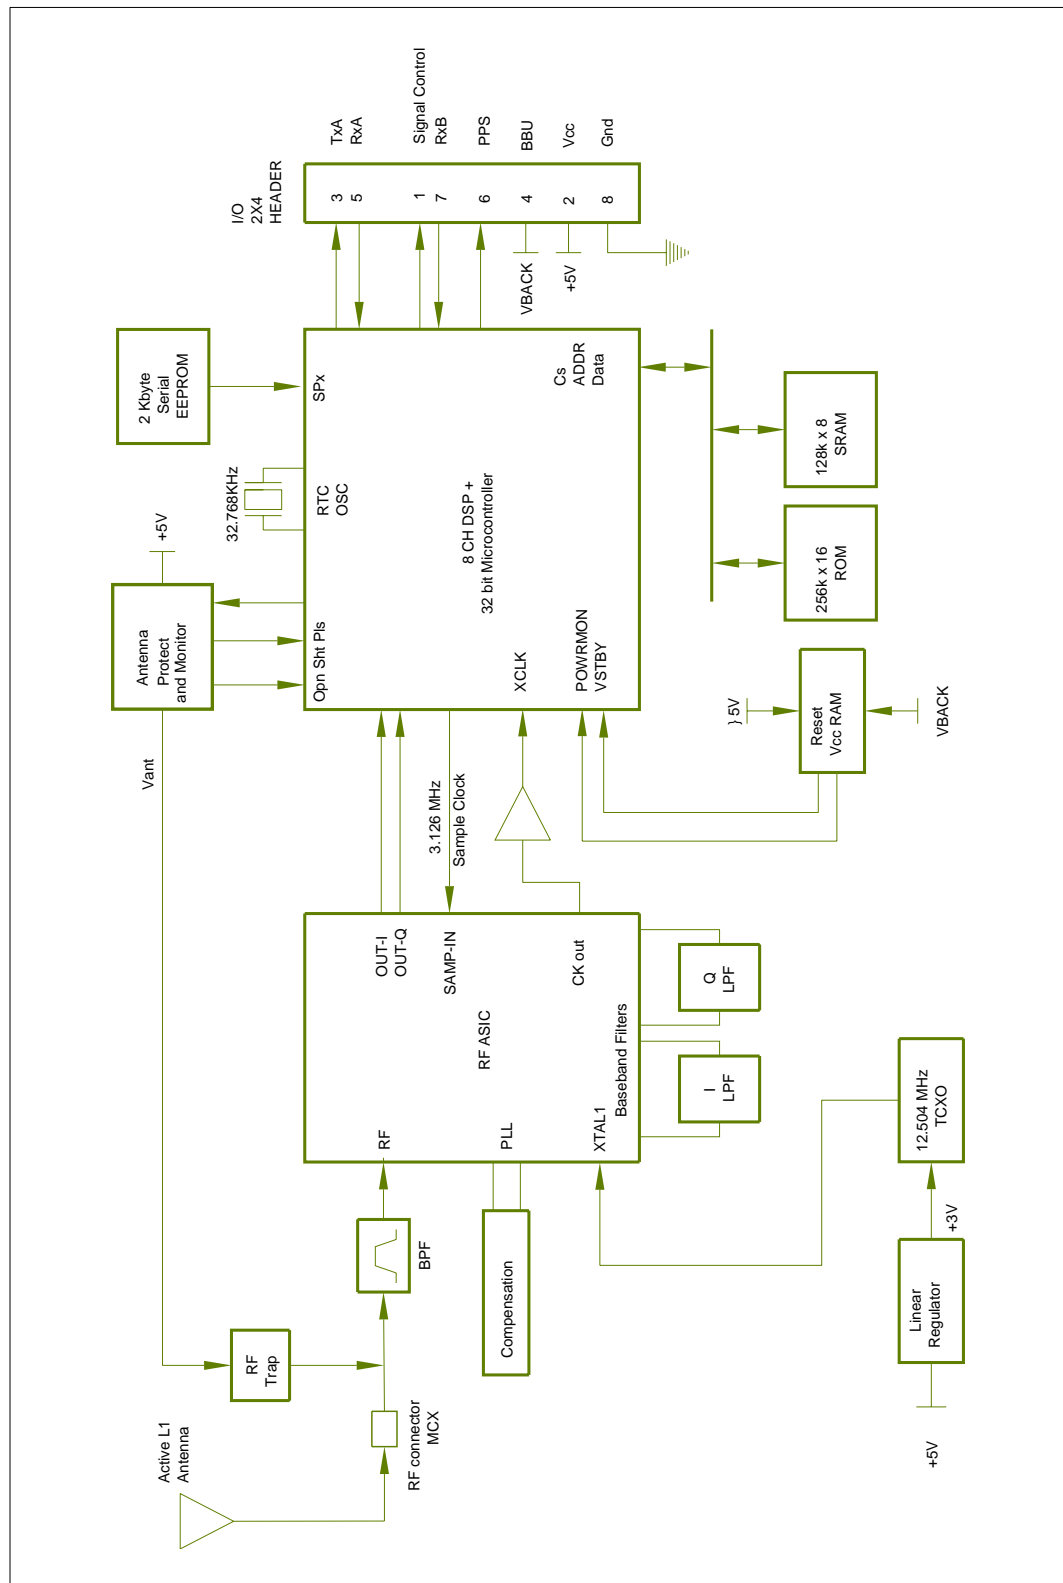 Active L1
Antenna
RF connector
MCX
RF
Trap
Vant
BPF
Antenna
Protect
and Monitor
+5V
32.768KHz
2 Kbyte
Serial
EEPROM
I/O
2X4
HEADER
3
5
1
7
6
4
2
8
TxA
RxA
Signal Control
RxB
PPS
BBU
Vcc
Gnd
VBACK
+5V
RF
PLL
XTAL1
RF ASIC
OUT-I
OUT-Q
SAMP-IN
CK out
Baseband Filters
Compensation
I
LPF
Q
LPF
3.126 MHz
Sample Clock
Opn Sht Pls
RTC
OSC
SPx
8 CH DSP +
32 bit Microcontroller
XCLK
POWRMON
VSTBY
Cs
ADDR
Data
+5V
Linear
Regulator
+3V
12.504 MHz
TCXO
} 5V
Reset
Vcc RAM
VBACK
256k x 16
ROM
128k x 8
SRAM